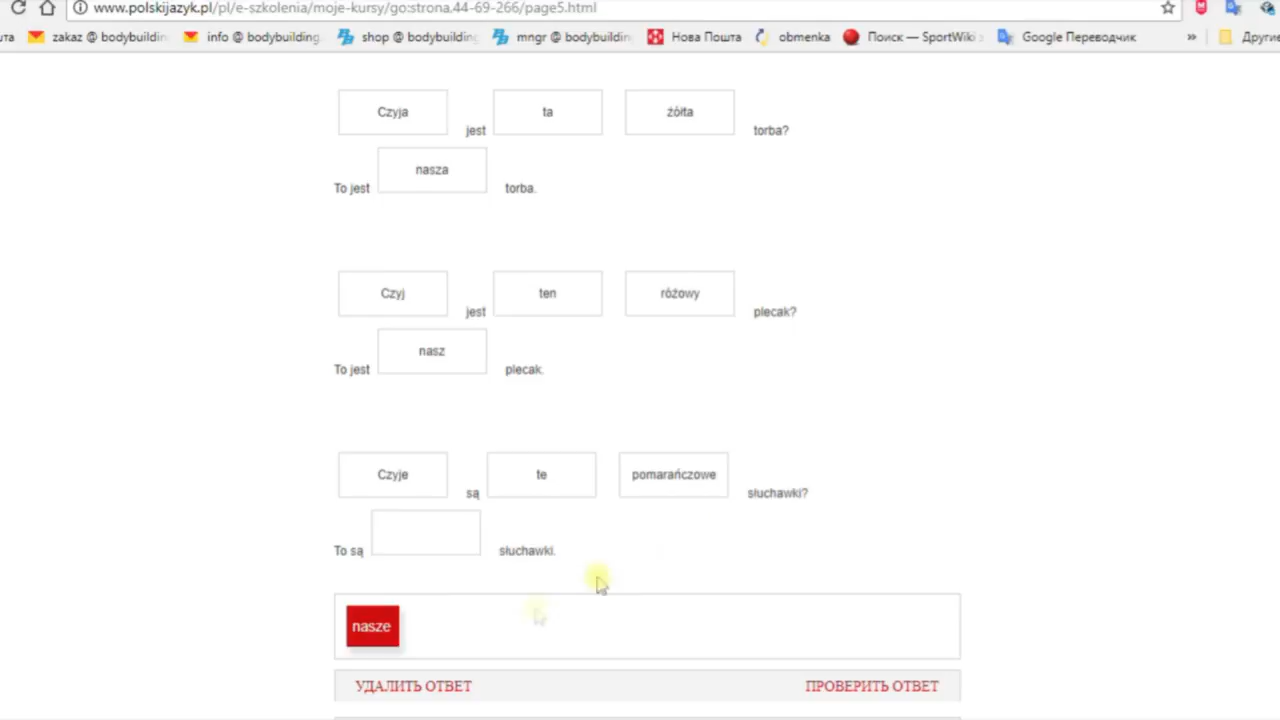 www.polskijazyk.pl/pl/e-szkolenia/moje-kursy/go:strona.44-69-266/page5.html
та zakaz @ bodybuildin info @ bodybuilding. shop @ bodybuilding mngr @ bodybuildin Нова Пошта obmenka Поиск — SportWiki Google Переводчик » Другие
Czyja jest ta żółta torba?
To jest nasza torba.
Czyj jest ten różowy plecak?
To jest nasz plecak.
Czyje są te pomarańczowe słuchawki?
To są słuchawki.
nasze
УДАЛИТЬ ОТВЕТ ПРОВЕРИТЬ ОТВЕТ